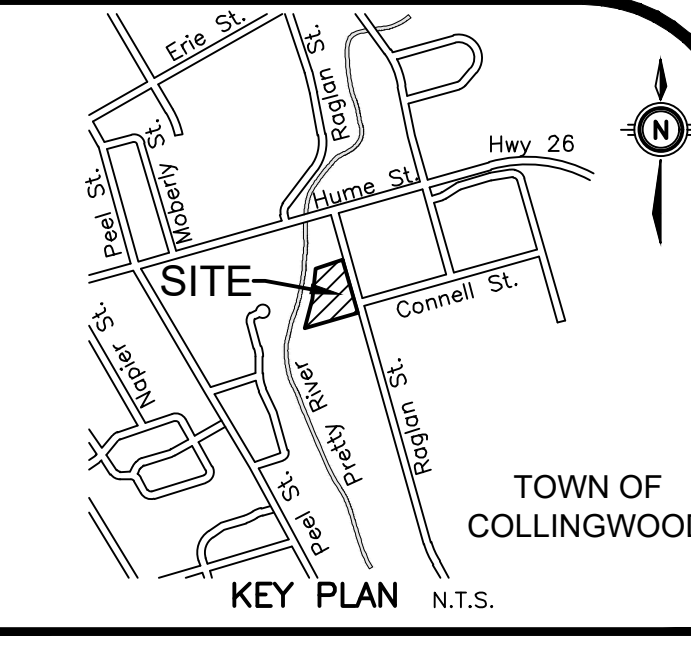 Erie St.
Raglan St.
N
Hwy 26
Moberly St.
Peel St.
Hume St.
SITE
Connell St.
Napier St.
Pretty River
Raglan St.
Peel St.
TOWN OF
COLLINGWOOD
KEY PLAN N.T.S.